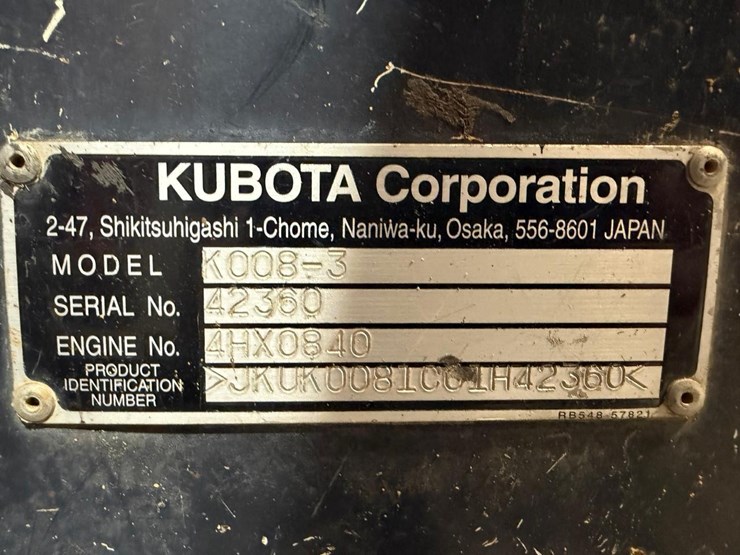 KUBOTA Corporation
2-47, Shikitsuhigashi 1-Chome, Naniwa-ku, Osaka, 556-8601 JAPAN
MODEL K008-3
SERIAL No. 42360
ENGINE No. 4HX0840
PRODUCT IDENTIFICATION NUMBER >JKUK0081C01H42360<
RB548-57821